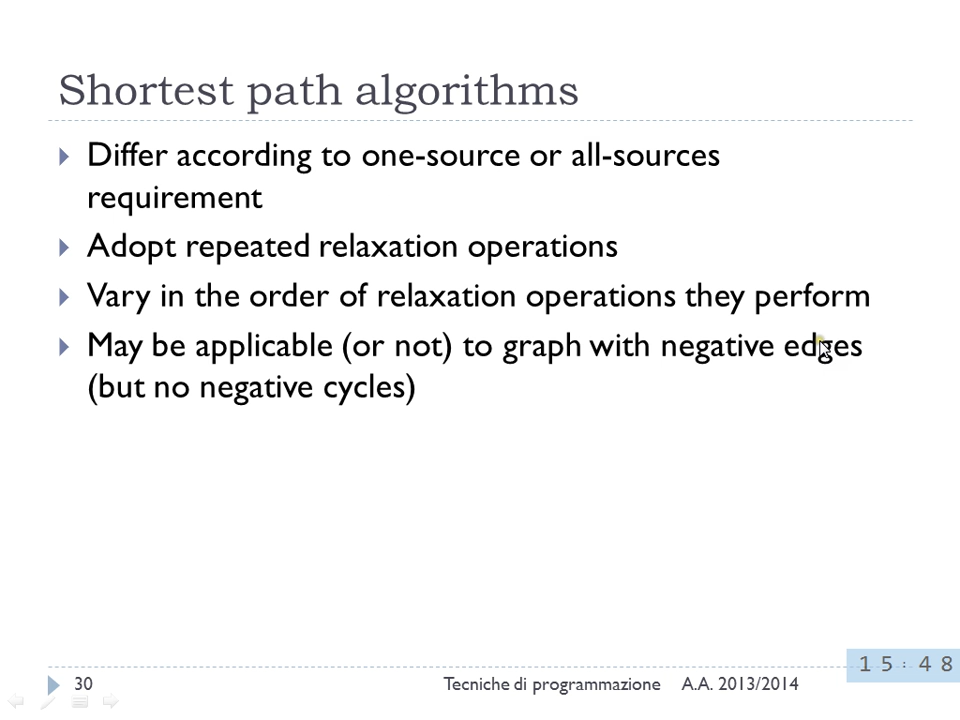 Shortest path algorithms
Differ according to one-source or all-sources
requirement
Adopt repeated relaxation operations
Vary in the order of relaxation operations they perform
May be applicable (or not) to graph with negative edges
(but no negative cycles)
30 Tecniche di programmazione A.A. 2013/2014
15:48